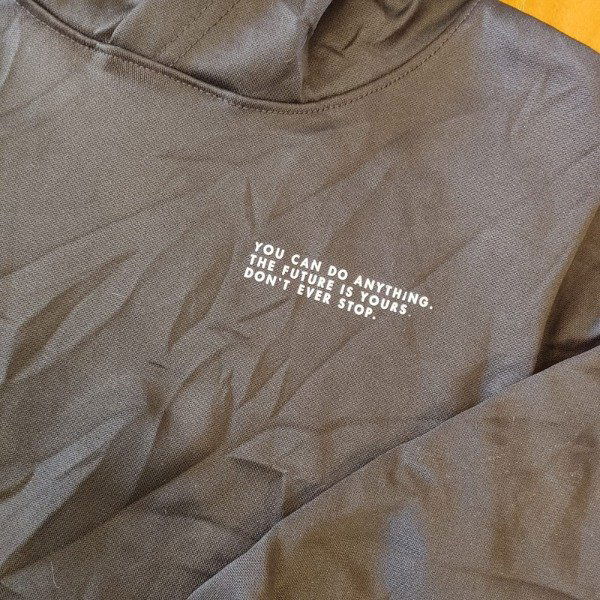 YOU CAN DO ANYTHING.
THE FUTURE IS YOURS.
DON'T EVER STOP.